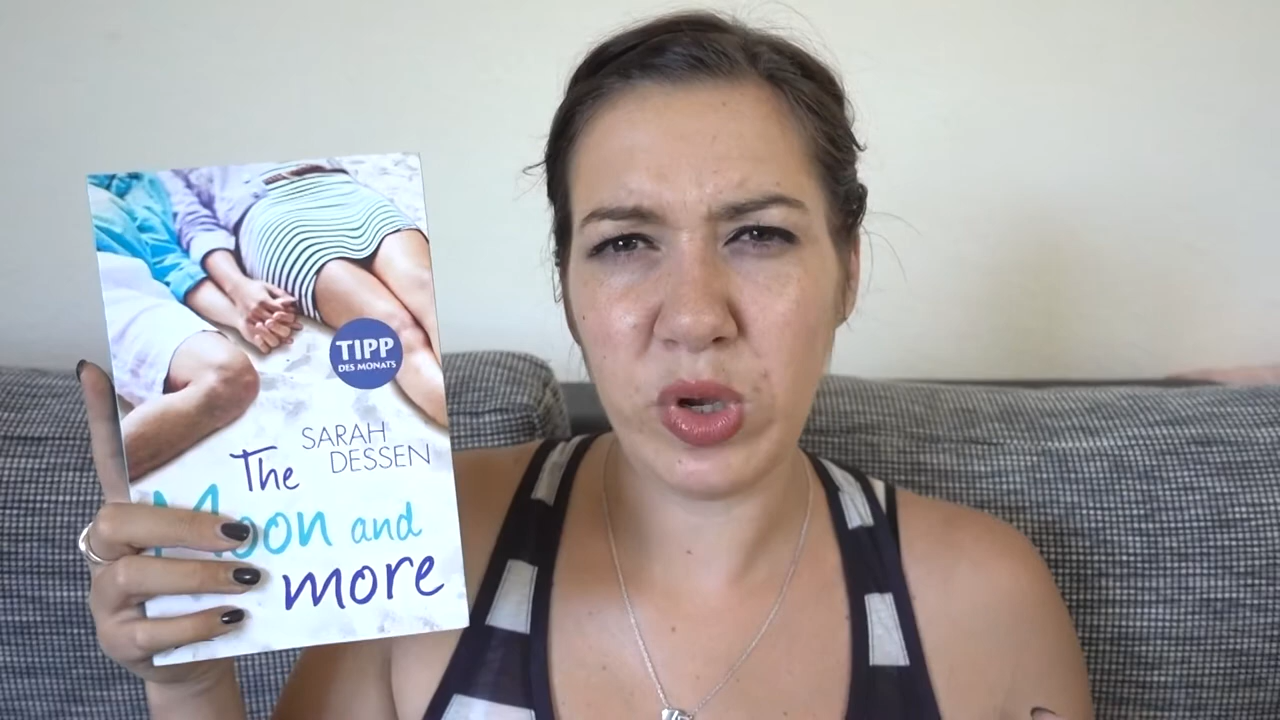 TIPP
DES MONATS
SARAH
DESSEN
The
Moon and
more